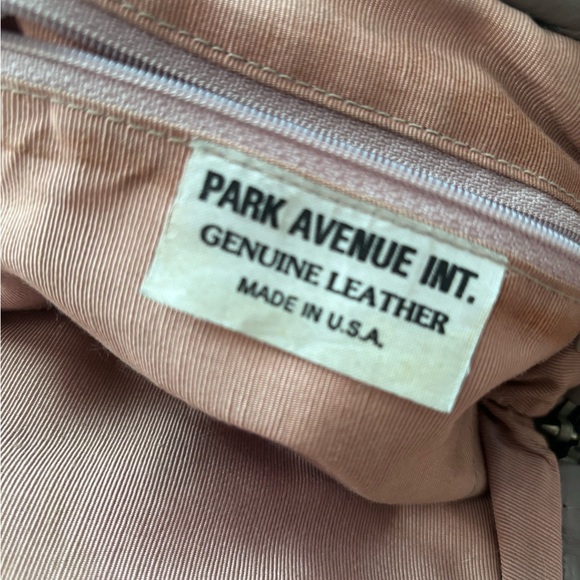 PARK AVENUE INT.
GENUINE LEATHER
MADE IN U.S.A.